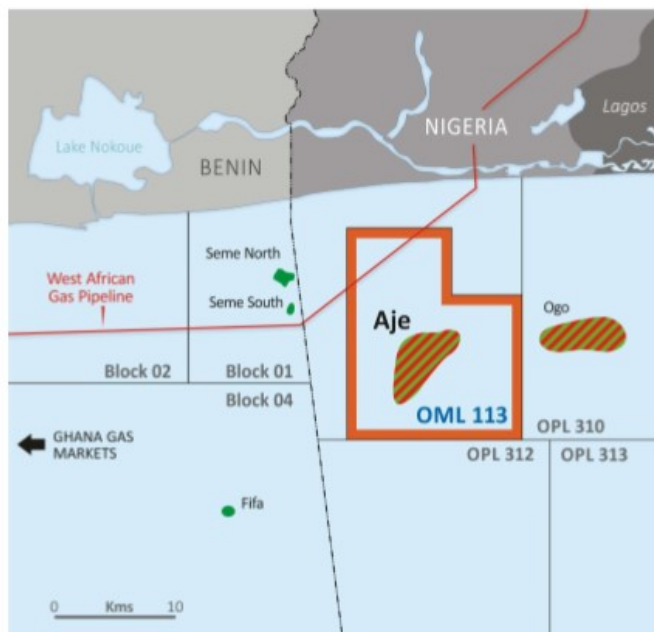 Lagos
NIGERIA
Lake Nokoue
BENIN
Seme North
West African
Gas Pipeline
Seme South
Aje
Ogo
Block 02
Block 01
Block 04
OML 113
OPL 310
GHANA GAS
MARKETS
OPL 312
OPL 313
Fifa
0 Kms 10